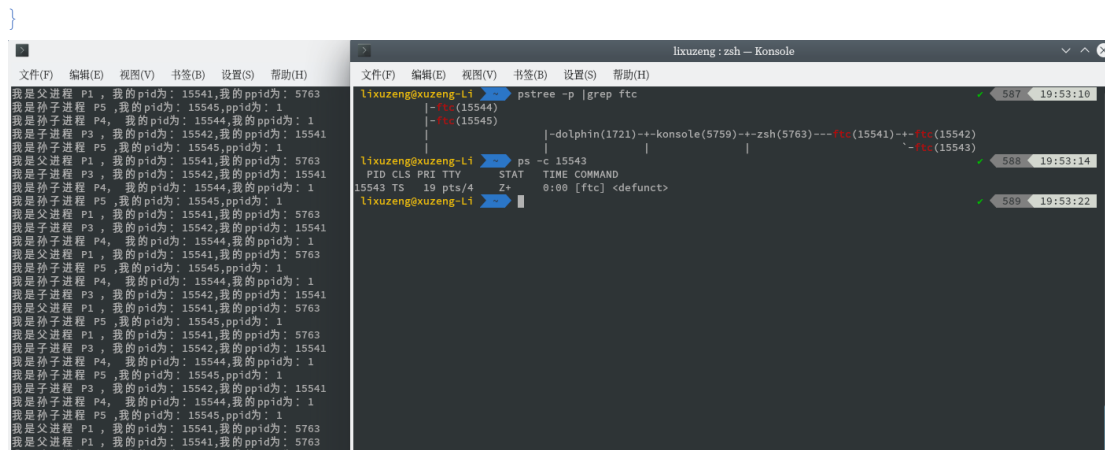 }
文件(F) 编辑(E) 视图(V) 书签(B) 设置(S) 帮助(H)
我是父进程 P1 , 我的pid为: 15541,我的ppid为: 5763
我是孙子进程 P5 ,我的pid为: 15545,ppid为: 1
我是孙子进程 P4, 我的pid为: 15544,我的ppid为: 1
我是子进程 P3 , 我的pid为: 15542,我的ppid为: 15541
我是孙子进程 P5 ,我的pid为: 15545,ppid为: 1
我是父进程 P1 , 我的pid为: 15541,我的ppid为: 5763
我是子进程 P3 , 我的pid为: 15542,我的ppid为: 15541
我是孙子进程 P4, 我的pid为: 15544,我的ppid为: 1
我是孙子进程 P5 ,我的pid为: 15545,ppid为: 1
我是父进程 P1 , 我的pid为: 15541,我的ppid为: 5763
我是子进程 P3 , 我的pid为: 15542,我的ppid为: 15541
我是孙子进程 P4, 我的pid为: 15544,我的ppid为: 1
我是父进程 P1 , 我的pid为: 15541,我的ppid为: 5763
我是孙子进程 P5 ,我的pid为: 15545,ppid为: 1
我是孙子进程 P4, 我的pid为: 15544,我的ppid为: 1
我是子进程 P3 , 我的pid为: 15542,我的ppid为: 15541
我是父进程 P1 , 我的pid为: 15541,我的ppid为: 5763
我是孙子进程 P5 ,我的pid为: 15545,ppid为: 1
我是父进程 P1 , 我的pid为: 15541,我的ppid为: 5763
我是子进程 P3 , 我的pid为: 15542,我的ppid为: 15541
我是孙子进程 P4, 我的pid为: 15544,我的ppid为: 1
我是孙子进程 P5 ,我的pid为: 15545,ppid为: 1
我是子进程 P3 , 我的pid为: 15542,我的ppid为: 15541
我是孙子进程 P4, 我的pid为: 15544,我的ppid为: 1
我是孙子进程 P5 ,我的pid为: 15545,ppid为: 1
我是父进程 P1 , 我的pid为: 15541,我的ppid为: 5763
我是父进程 P1 , 我的pid为: 15541,我的ppid为: 5763
lixuzeng : zsh — Konsole
文件(F) 编辑(E) 视图(V) 书签(B) 设置(S) 帮助(H)
lixuzeng@xuzeng-Li ~ pstree -p |grep ftc ✓ 587 19:53:10
|-ftc(15544)
|-ftc(15545)
| |-dolphin(1721)-+-konsole(5759)-+-zsh(5763)---ftc(15541)-+-ftc(15542)
| | | | `-ftc(15543)
lixuzeng@xuzeng-Li ~ ps -c 15543 ✓ 588 19:53:14
PID CLS PRI TTY STAT TIME COMMAND
15543 TS 19 pts/4 Z+ 0:00 [ftc] <defunct>
lixuzeng@xuzeng-Li ~ ✓ 589 19:53:22